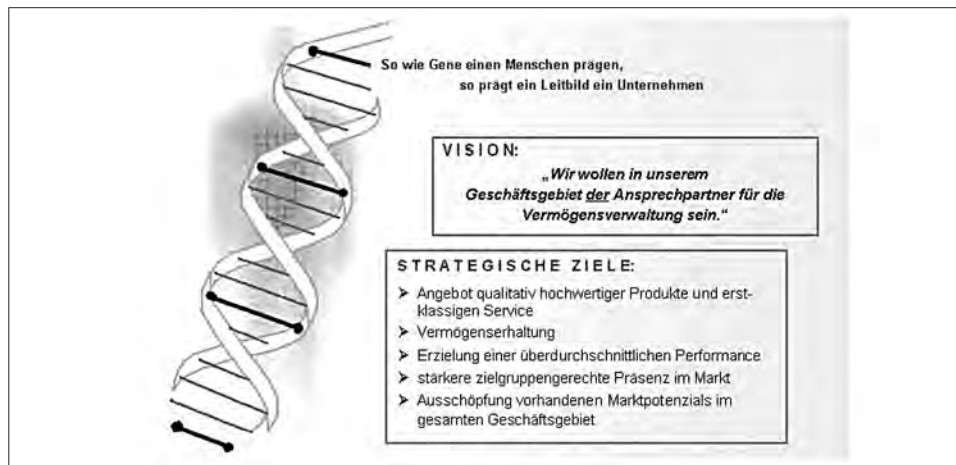 So wie Gene einen Menschen prägen,
so prägt ein Leitbild ein Unternehmen
VISION:
„Wir wollen in unserem
Geschäftsgebiet der Ansprechpartner für die
Vermögensverwaltung sein.“
STRATEGISCHE ZIELE:
➢ Angebot qualitativ hochwertiger Produkte und erst-
klassigen Service
➢ Vermögenserhaltung
➢ Erzielung einer überdurchschnittlichen Performance
➢ stärkere zielgruppengerechte Präsenz im Markt
➢ Ausschöpfung vorhandenen Marktpotenzials im
gesamten Geschäftsgebiet